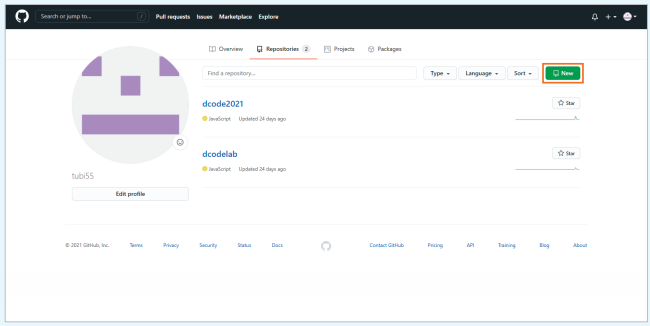 Search or jump to...
/
Pull requests
Issues
Marketplace
Explore
Overview
Repositories 2
Projects
Packages
Find a repository...
Type
Language
Sort
New
dcode2021
Star
JavaScript Updated 24 days ago
dcodelab
Star
JavaScript Updated 24 days ago
tubi55
Edit profile
© 2021 GitHub, Inc.
Terms
Privacy
Security
Status
Docs
Contact GitHub
Pricing
API
Training
Blog
About